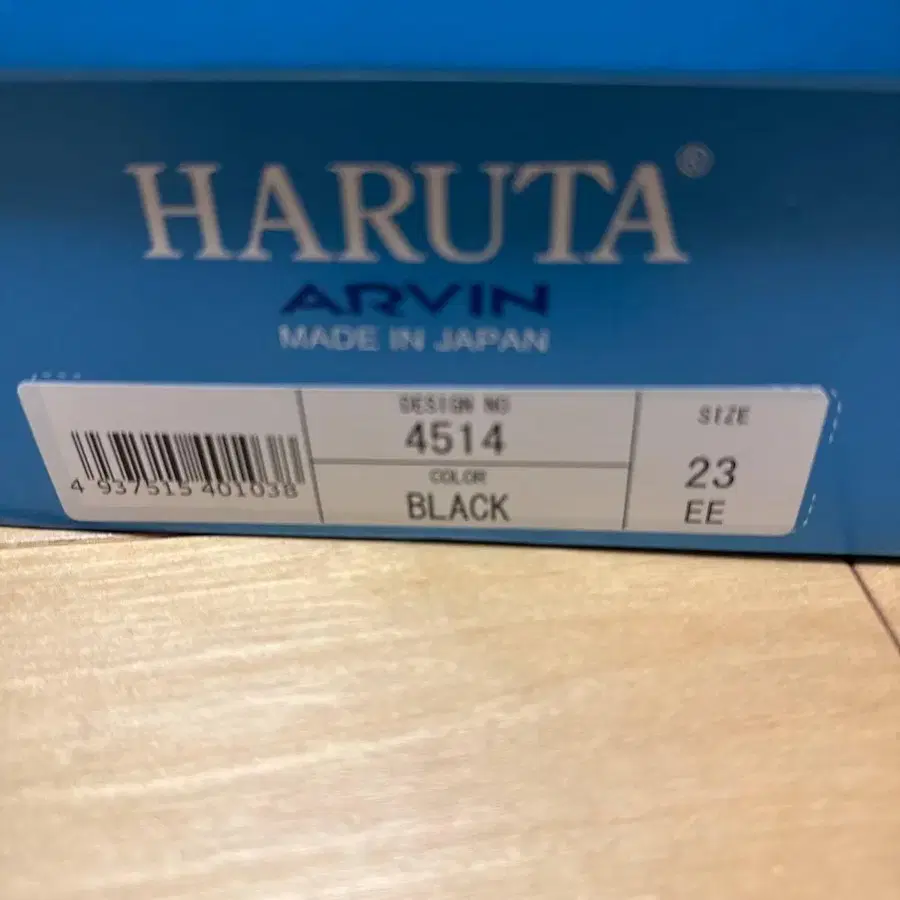 HARUTA®
ARVIN
MADE IN JAPAN
4 937515 401038
DESIGN NO
4514
COLOR
BLACK
SIZE
23
EE